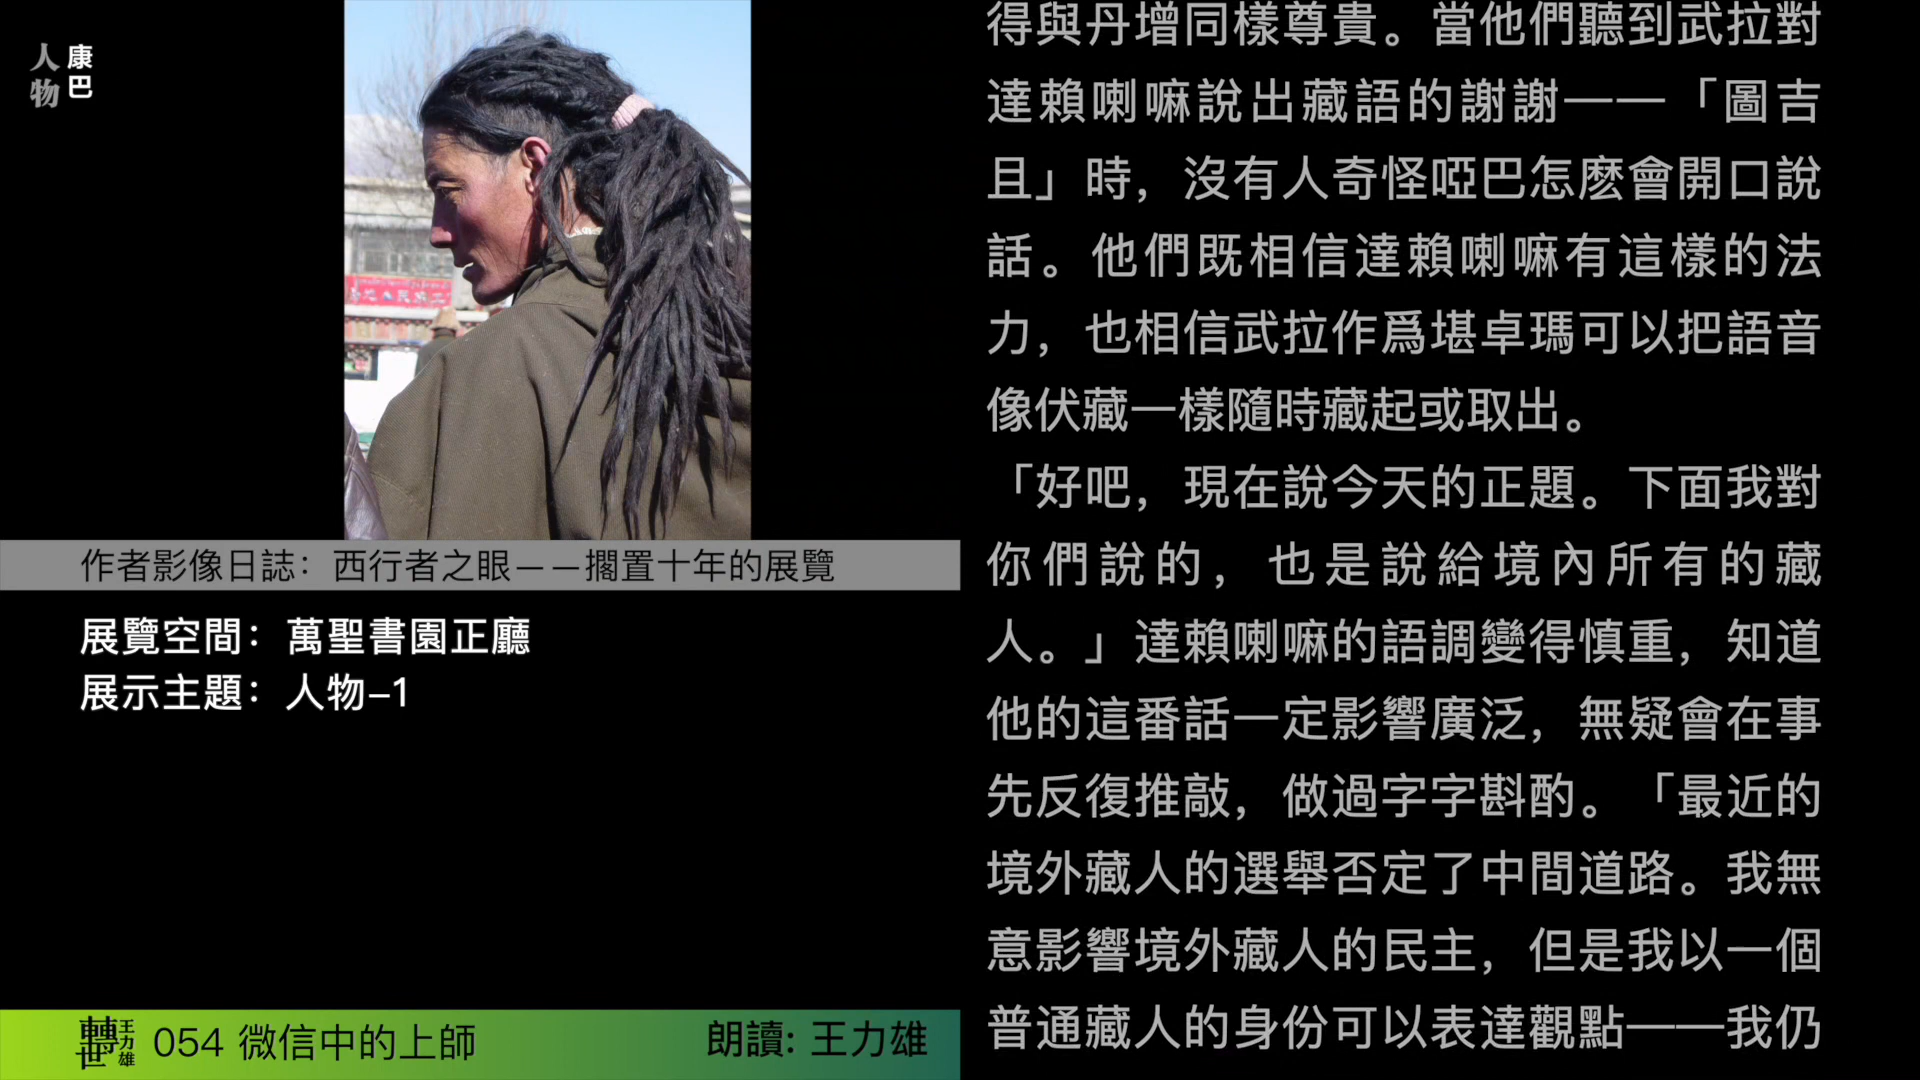 康巴
人物
作者影像日誌：西行者之眼——擱置十年的展覽
展覽空間：萬聖書園正廳
展示主題：人物–1
轉世
王力雄
054 微信中的上師
朗讀: 王力雄
得與丹增同樣尊貴。當他們聽到武拉對
達賴喇嘛說出藏語的謝謝——「圖吉
且」時，沒有人奇怪啞巴怎麽會開口說
話。他們既相信達賴喇嘛有這樣的法
力，也相信武拉作爲堪卓瑪可以把語音
像伏藏一樣隨時藏起或取出。
「好吧，現在說今天的正題。下面我對
你們說的，也是說給境內所有的藏
人。」達賴喇嘛的語調變得慎重，知道
他的這番話一定影響廣泛，無疑會在事
先反復推敲，做過字字斟酌。「最近的
境外藏人的選舉否定了中間道路。我無
意影響境外藏人的民主，但是我以一個
普通藏人的身份可以表達觀點——我仍